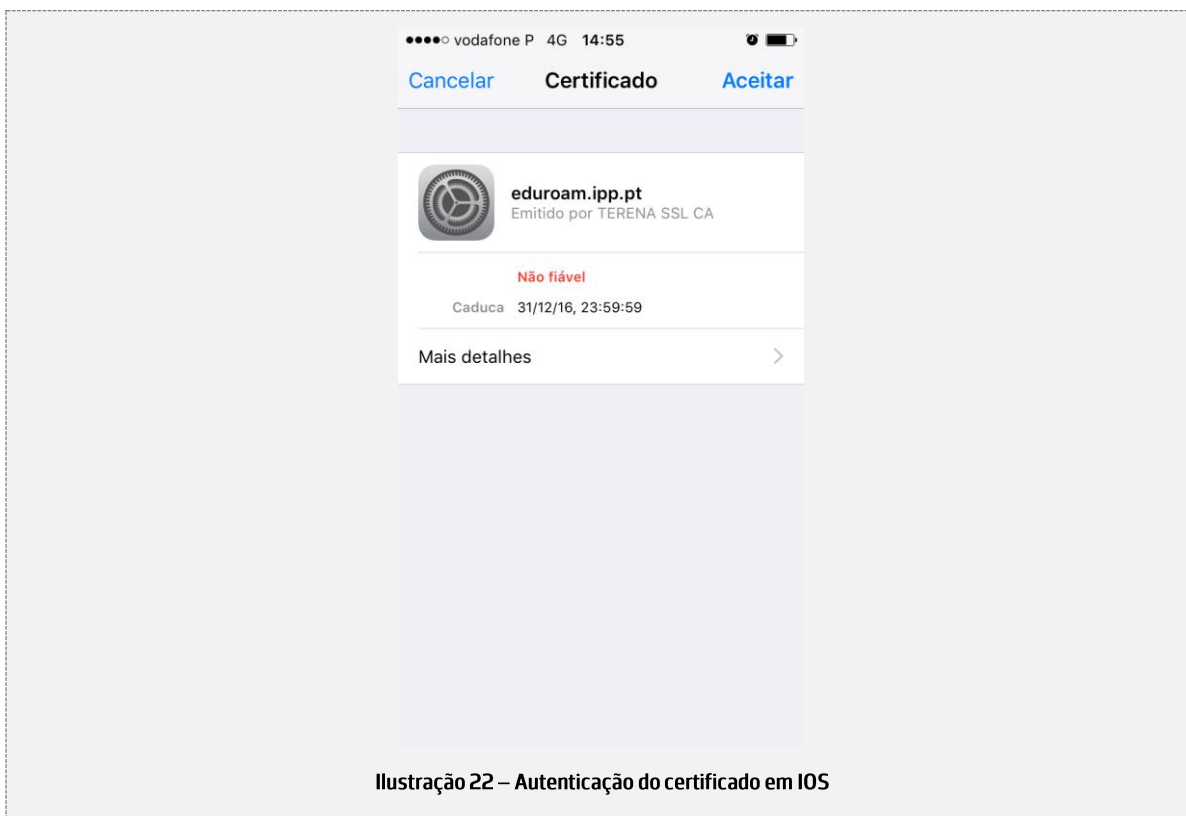 vodafone P 4G 14:55
Cancelar Certificado Aceitar
eduroam.ipp.pt
Emitido por TERENA SSL CA
Não fiável
Caduca 31/12/16, 23:59:59
Mais detalhes
Ilustração 22 – Autenticação do certificado em IOS